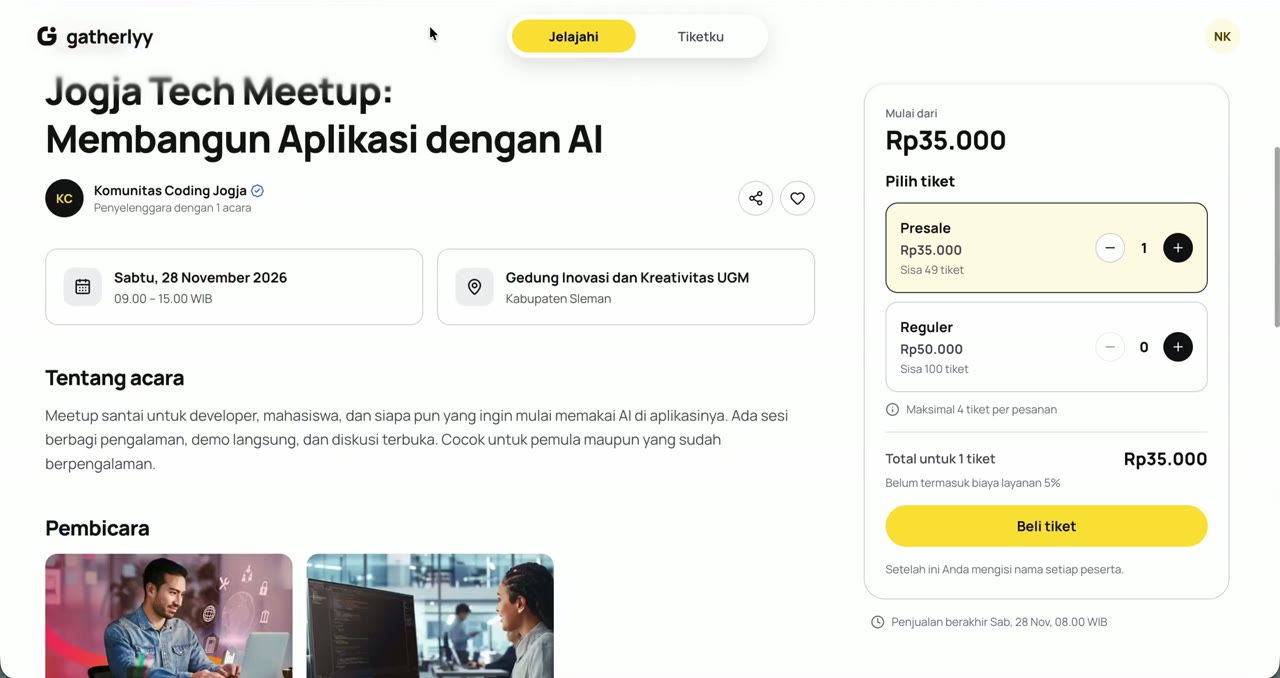 gatherlyy
Jelajahi
Tiketku
NK
Jogja Tech Meetup:
Membangun Aplikasi dengan AI
KC
Komunitas Coding Jogja
Penyelenggara dengan 1 acara
Sabtu, 28 November 2026
09.00 – 15.00 WIB
Gedung Inovasi dan Kreativitas UGM
Kabupaten Sleman
Tentang acara
Meetup santai untuk developer, mahasiswa, dan siapa pun yang ingin mulai memakai AI di aplikasinya. Ada sesi
berbagi pengalaman, demo langsung, dan diskusi terbuka. Cocok untuk pemula maupun yang sudah
berpengalaman.
Pembicara
Mulai dari
Rp35.000
Pilih tiket
Presale
Rp35.000
Sisa 49 tiket
1
Reguler
Rp50.000
Sisa 100 tiket
0
Maksimal 4 tiket per pesanan
Total untuk 1 tiket
Rp35.000
Belum termasuk biaya layanan 5%
Beli tiket
Setelah ini Anda mengisi nama setiap peserta.
Penjualan berakhir Sab, 28 Nov, 08.00 WIB